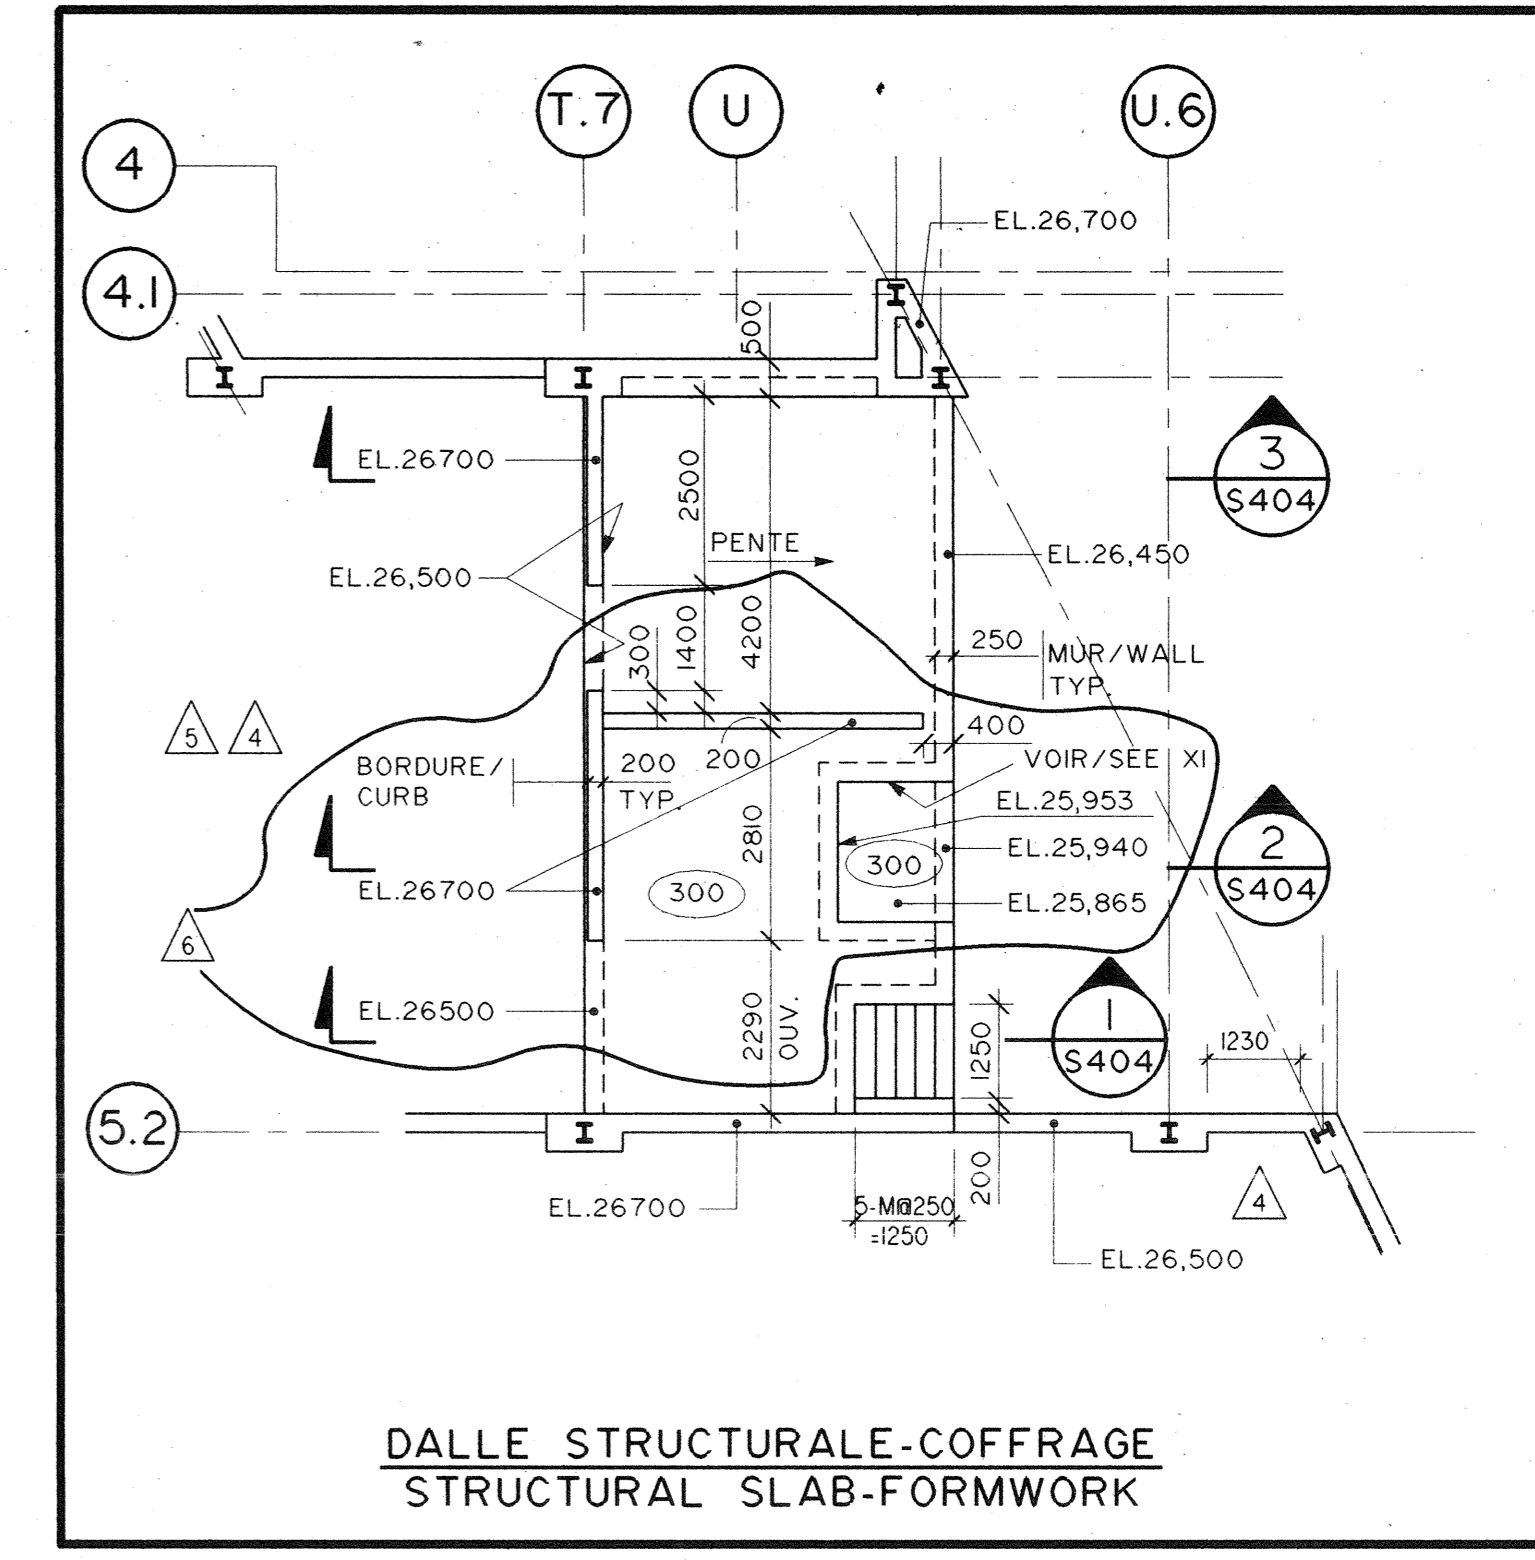 T.7
U
U.6
4
4.1
EL.26,700
500
EL.26700
2500
3
S404
PENTE
EL.26,450
EL.26,500
300
1400
4200
250
MUR/WALL
TYP.
5
4
400
BORDURE/
CURB
200
TYP.
200
VOIR/SEE X1
EL.25,953
2810
EL.25,940
300
2
S404
EL.26700
300
EL.25,865
6
EL.26500
2290
OUV.
1250
1
S404
1230
5.2
EL.26700
5-M@250
=1250
200
4
EL.26,500
DALLE STRUCTURALE-COFFRAGE
STRUCTURAL SLAB-FORMWORK